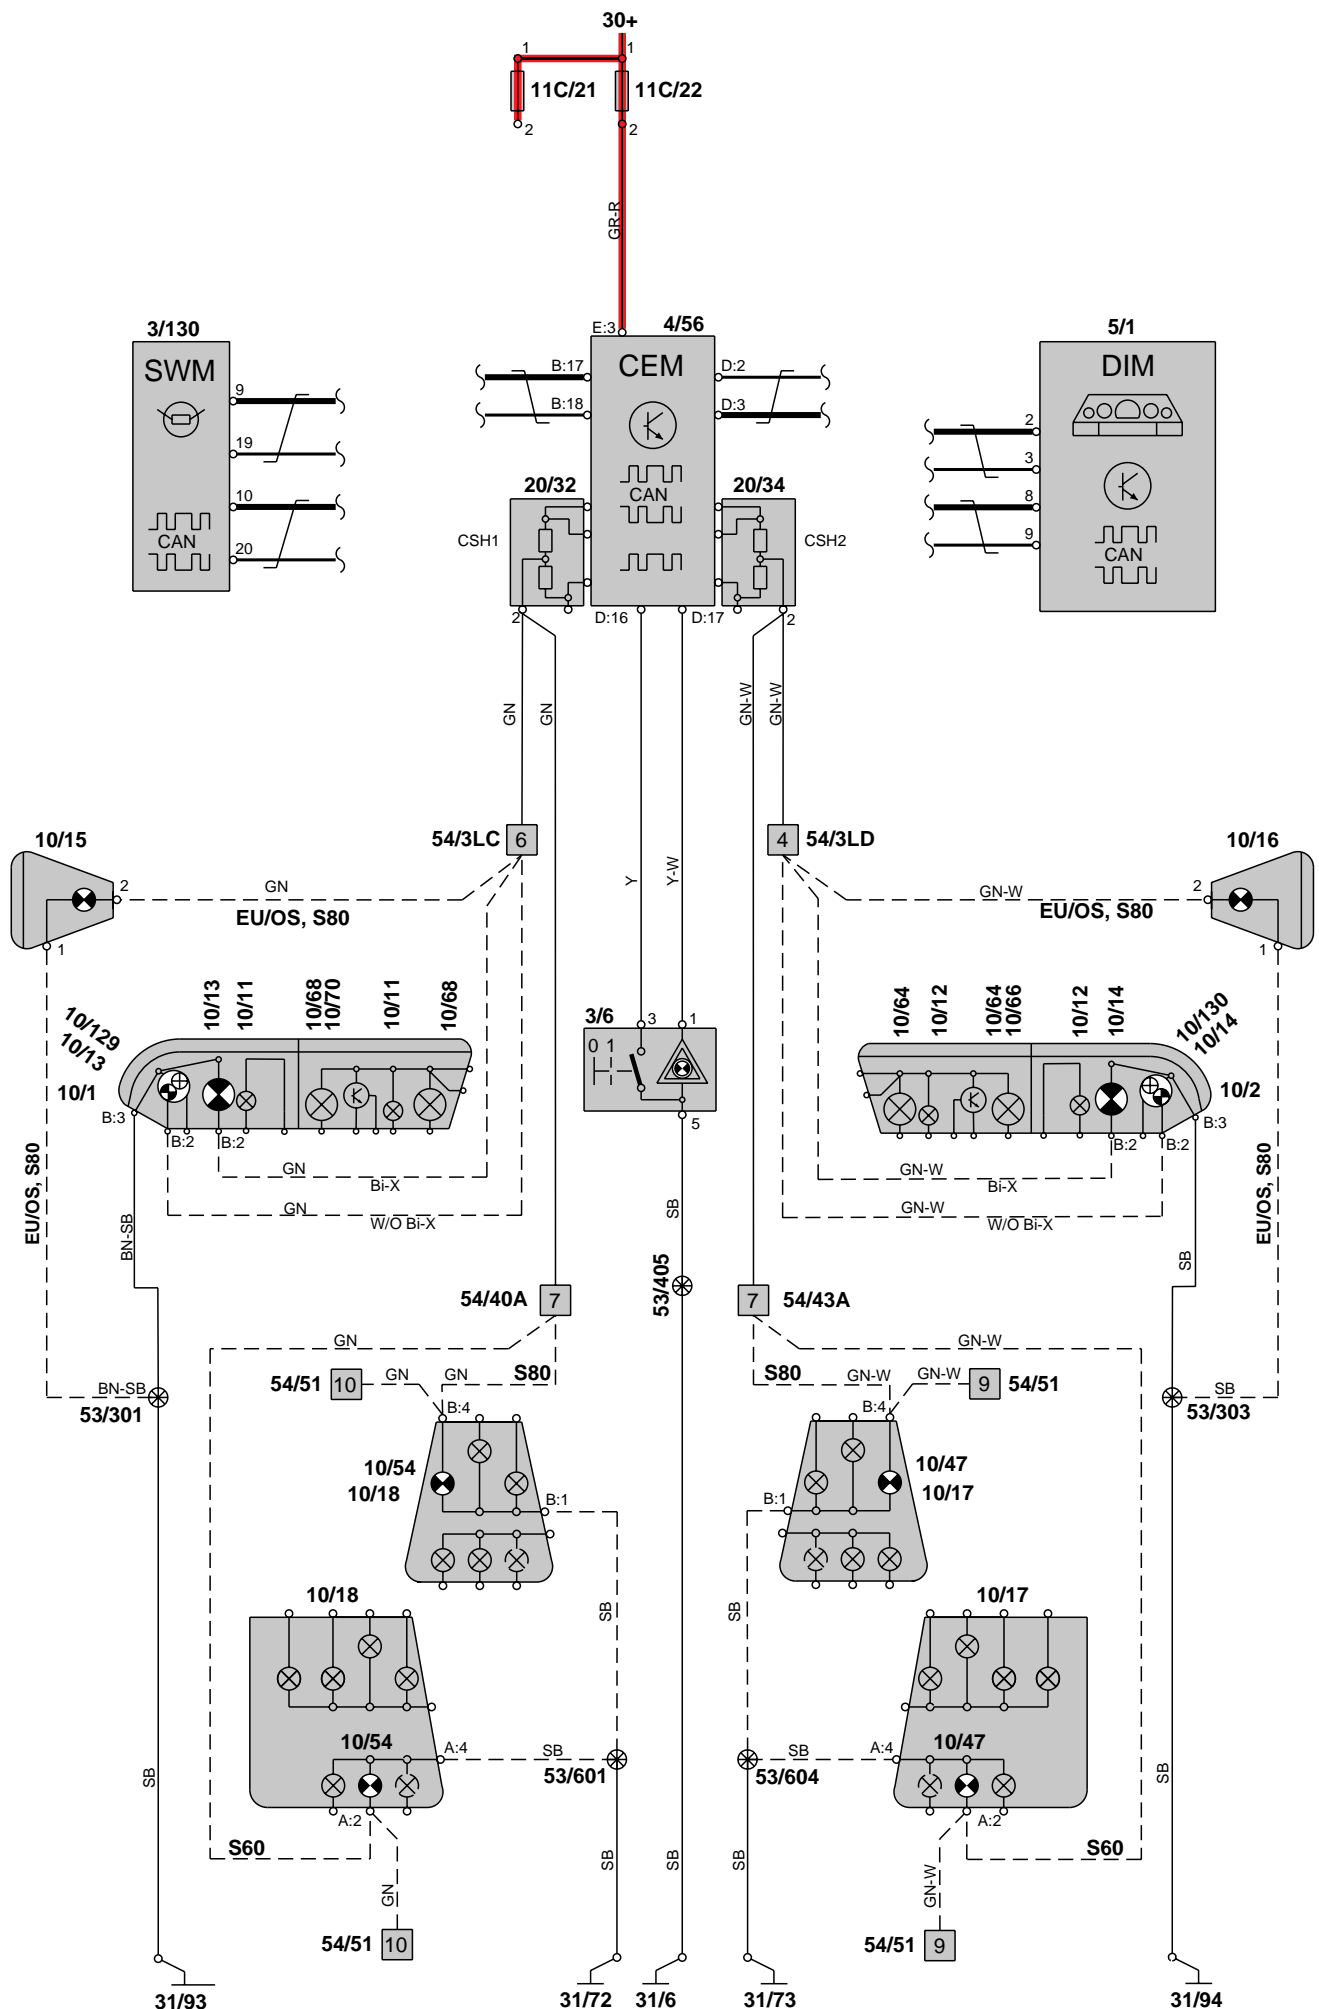 30+
1
1
11C/21
11C/22
2
2
GR-R
3/130
E:3
4/56
5/1
SWM
B:17
CEM
D:2
DIM
9
B:18
D:3
2
19
3
10
20/32
20/34
8
CAN
CSH1
CAN
CSH2
9
20
CAN
2
D:16
D:17
2
GN
GN
GN-W
GN-W
10/15
54/3LC
6
4
54/3LD
10/16
2
GN
Y
Y-W
GN-W
2
EU/OS, S80
EU/OS, S80
1
1
10/13
10/11
10/68
10/70
10/11
10/68
10/64
10/12
10/64
10/66
10/12
10/14
10/129
10/13
3/6
3
1
10/130
10/14
0 1
10/1
10/2
B:3
B:2
B:2
5
B:2
B:2
B:3
EU/OS, S80
GN
Bi-X
GN-W
Bi-X
EU/OS, S80
GN
W/O Bi-X
GN-W
W/O Bi-X
BN-SB
SB
SB
53/405
54/40A
7
7
54/43A
GN
GN-W
54/51
10
GN
GN
S80
S80
GN-W
GN-W
9
54/51
BN-SB
SB
53/301
B:4
B:4
53/303
10/54
10/18
10/47
10/17
B:1
B:1
10/18
SB
SB
10/17
10/54
A:4
SB
SB
A:4
10/47
53/601
53/604
SB
SB
A:2
A:2
S60
S60
GN
SB
SB
SB
GN-W
54/51
10
54/51
9
31/93
31/72
31/6
31/73
31/94